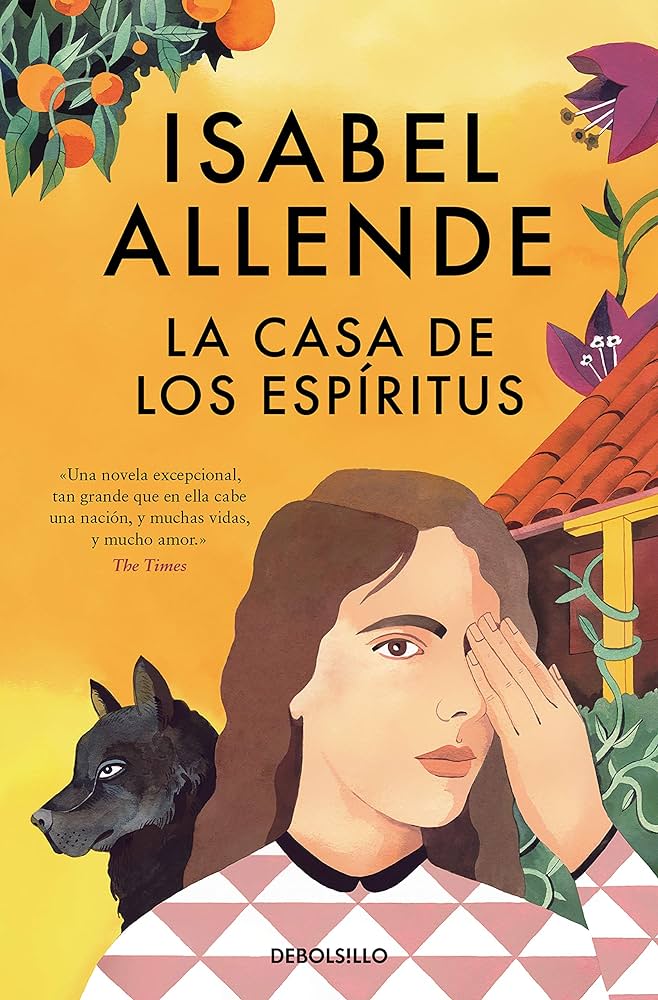 ISABEL
ALLENDE
LA CASA DE
LOS ESPÍRITUS
«Una novela excepcional,
tan grande que en ella cabe
una nación, y muchas vidas,
y mucho amor.»
The Times
DEBOLS!LLO